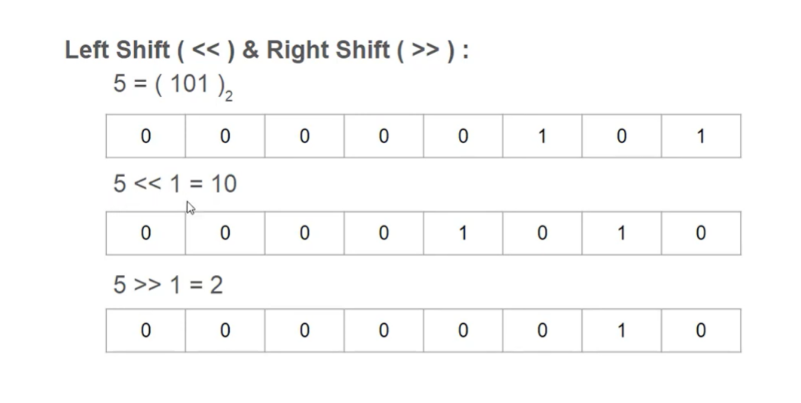 Left Shift ( << ) & Right Shift ( >> ) :
5 = ( 101 )2
0 0 0 0 0 1 0 1
5 << 1 = 10
0 0 0 0 1 0 1 0
5 >> 1 = 2
0 0 0 0 0 0 1 0